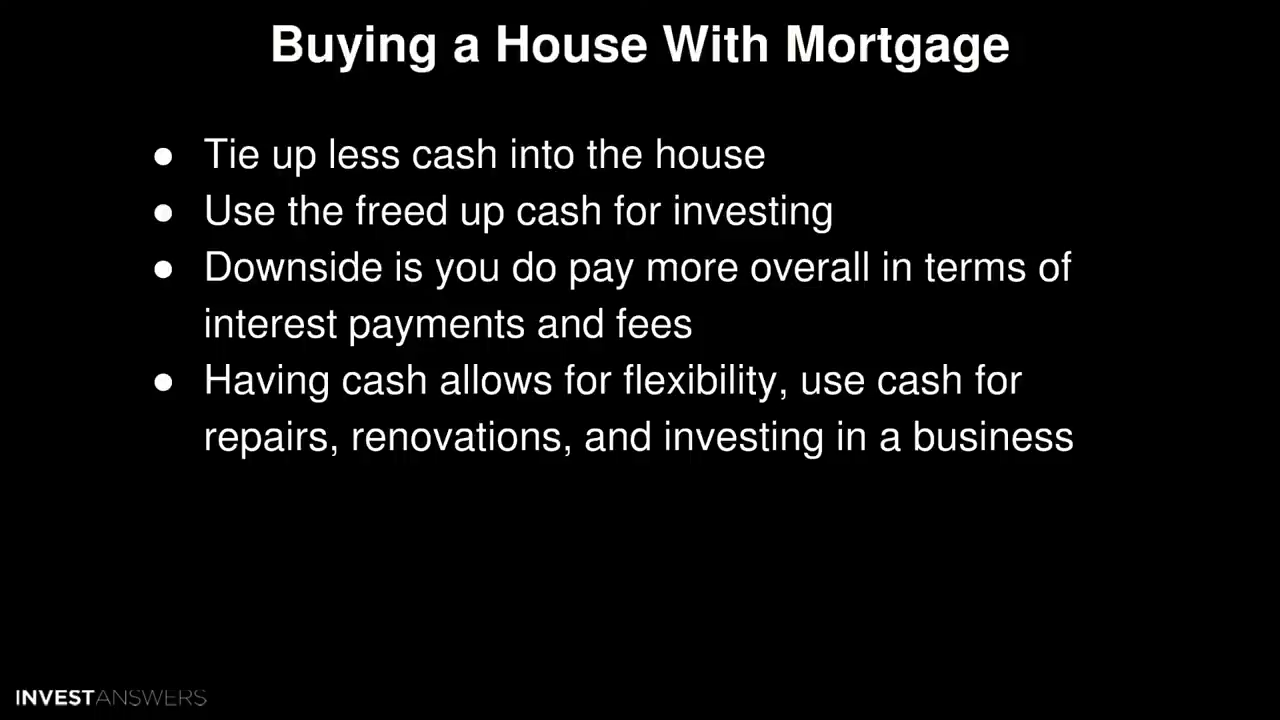 Buying a House With Mortgage
● Tie up less cash into the house
● Use the freed up cash for investing
● Downside is you do pay more overall in terms of
interest payments and fees
● Having cash allows for flexibility, use cash for
repairs, renovations, and investing in a business
INVESTANSWERS